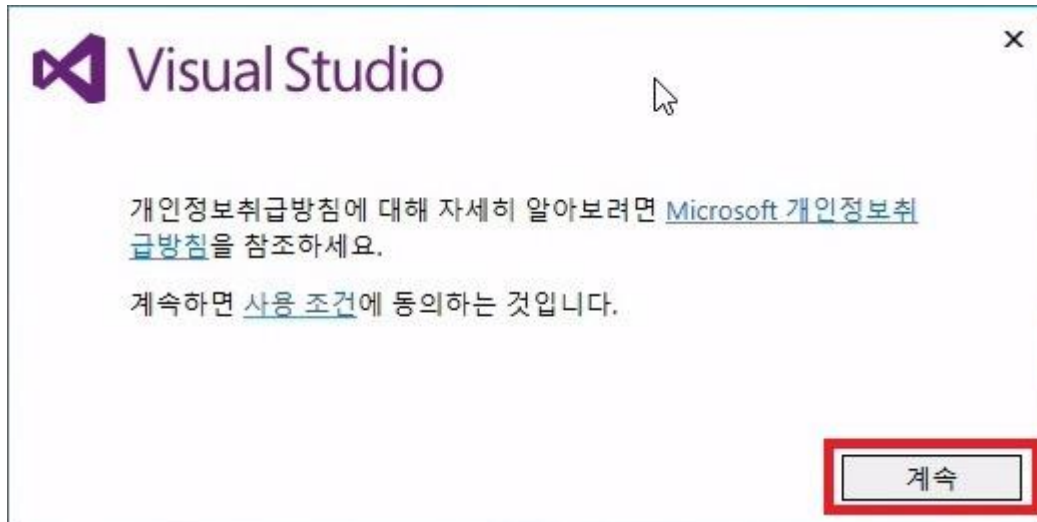 Visual Studio
개인정보취급방침에 대해 자세히 알아보려면 Microsoft 개인정보취
급방침을 참조하세요.
계속하면 사용 조건에 동의하는 것입니다.
계속